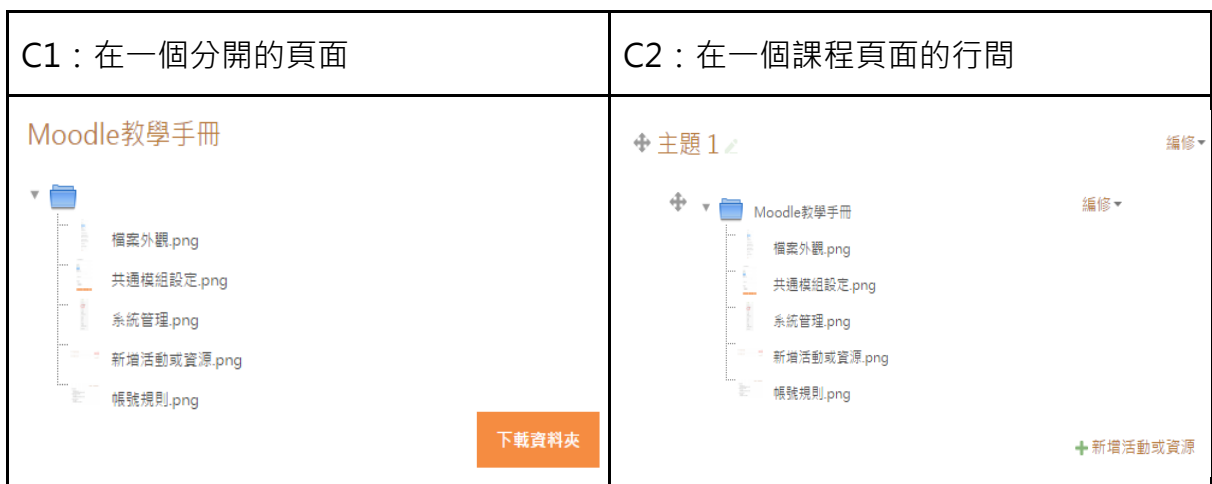 C1：在一個分開的頁面
C2：在一個課程頁面的行間
Moodle教學手冊
檔案外觀.png
共通模組設定.png
系統管理.png
新增活動或資源.png
帳號規則.png
下載資料夾
主題 1
編修
Moodle教學手冊
編修
檔案外觀.png
共通模組設定.png
系統管理.png
新增活動或資源.png
帳號規則.png
新增活動或資源